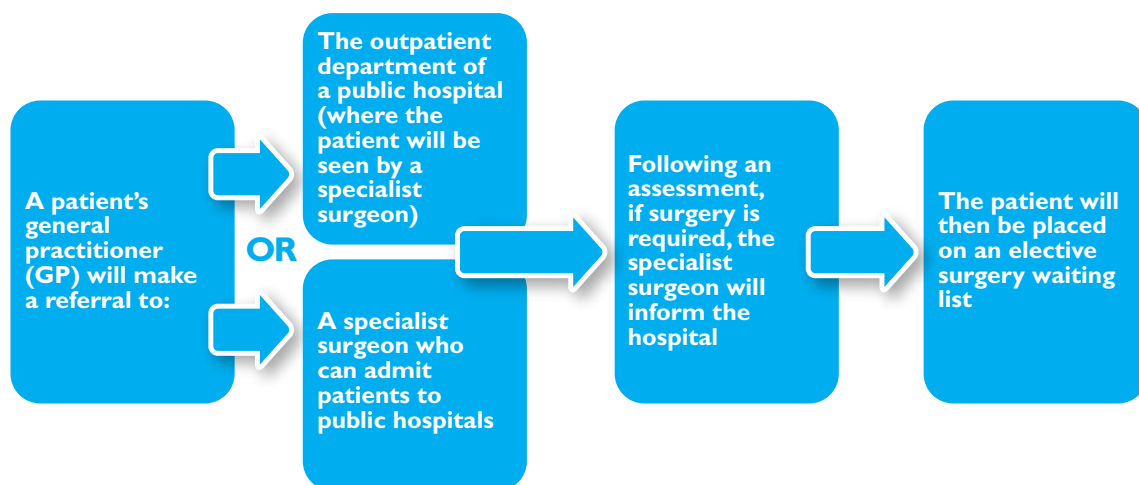 A patient's
general
practitioner
(GP) will make
a referral to:
OR
The outpatient
department of
a public hospital
(where the
patient will be
seen by a
specialist
surgeon)
A specialist
surgeon who
can admit
patients to
public hospitals
Following an
assessment,
if surgery is
required, the
specialist
surgeon will
inform the
hospital
The patient will
then be placed
on an elective
surgery waiting
list